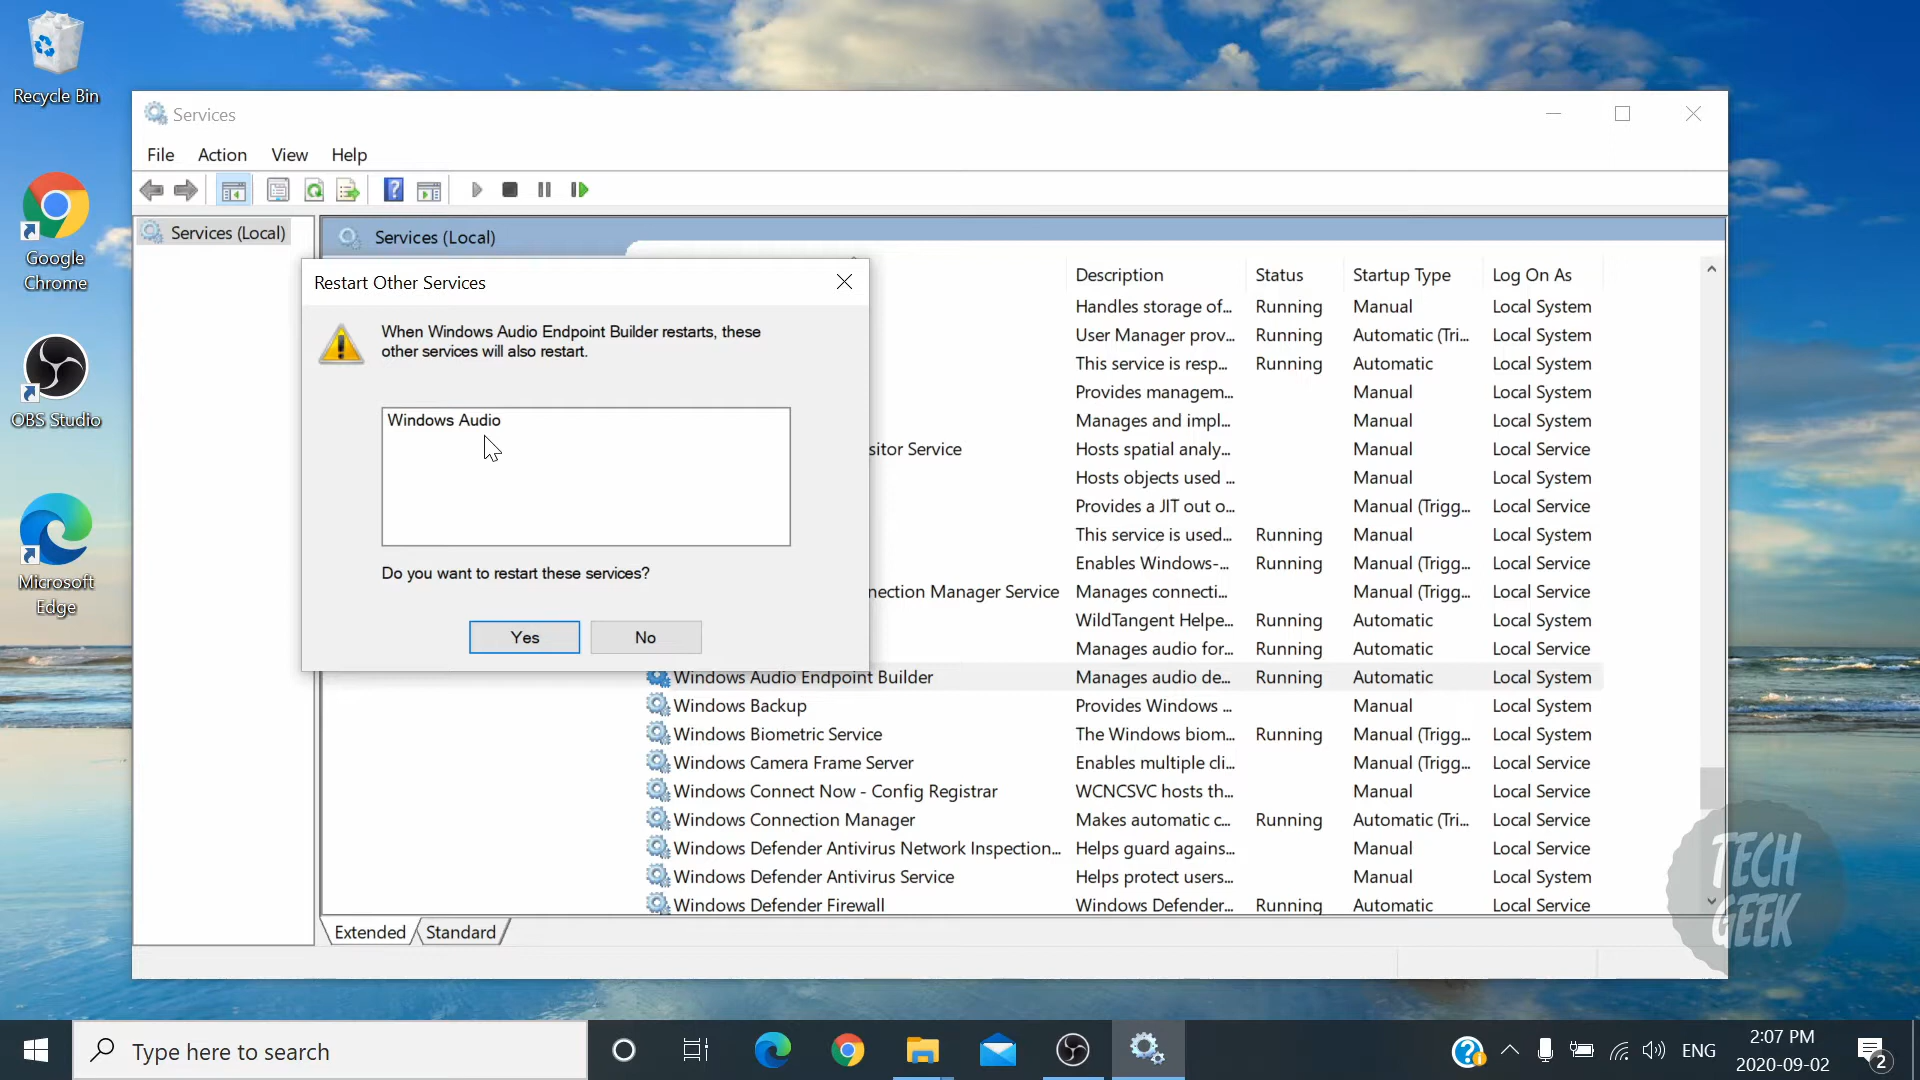 Recycle Bin
Google
Chrome
OBS Studio
Microsoft
Edge
Services
File Action View Help
Services (Local)
Services (Local)
Restart Other Services
When Windows Audio Endpoint Builder restarts, these
other services will also restart.
Windows Audio
Do you want to restart these services?
Yes No
Description Status Startup Type Log On As
Handles storage of... Running Manual Local System
User Manager prov... Running Automatic (Tri... Local System
This service is resp... Running Automatic Local System
Provides managem... Manual Local System
Manages and impl... Manual Local System
sitor Service Hosts spatial analy... Manual Local Service
Hosts objects used ... Manual Local System
Provides a JIT out o... Manual (Trigg... Local Service
This service is used... Running Manual Local System
Enables Windows-... Running Manual (Trigg... Local Service
nection Manager Service Manages connecti... Manual (Trigg... Local Service
WildTangent Helpe... Running Automatic Local System
Manages audio for... Running Automatic Local Service
Windows Audio Endpoint Builder Manages audio de... Running Automatic Local System
Windows Backup Provides Windows ... Manual Local System
Windows Biometric Service The Windows biom... Running Manual (Trigg... Local System
Windows Camera Frame Server Enables multiple cli... Manual (Trigg... Local Service
Windows Connect Now - Config Registrar WCNCSVC hosts th... Manual Local Service
Windows Connection Manager Makes automatic c... Running Automatic (Tri... Local Service
Windows Defender Antivirus Network Inspection... Helps guard agains... Manual Local Service
Windows Defender Antivirus Service Helps protect users... Manual Local System
Windows Defender Firewall Windows Defender... Running Automatic Local Service
Extended Standard
TECH
GEEK
Type here to search
ENG
2:07 PM
2020-09-02
2